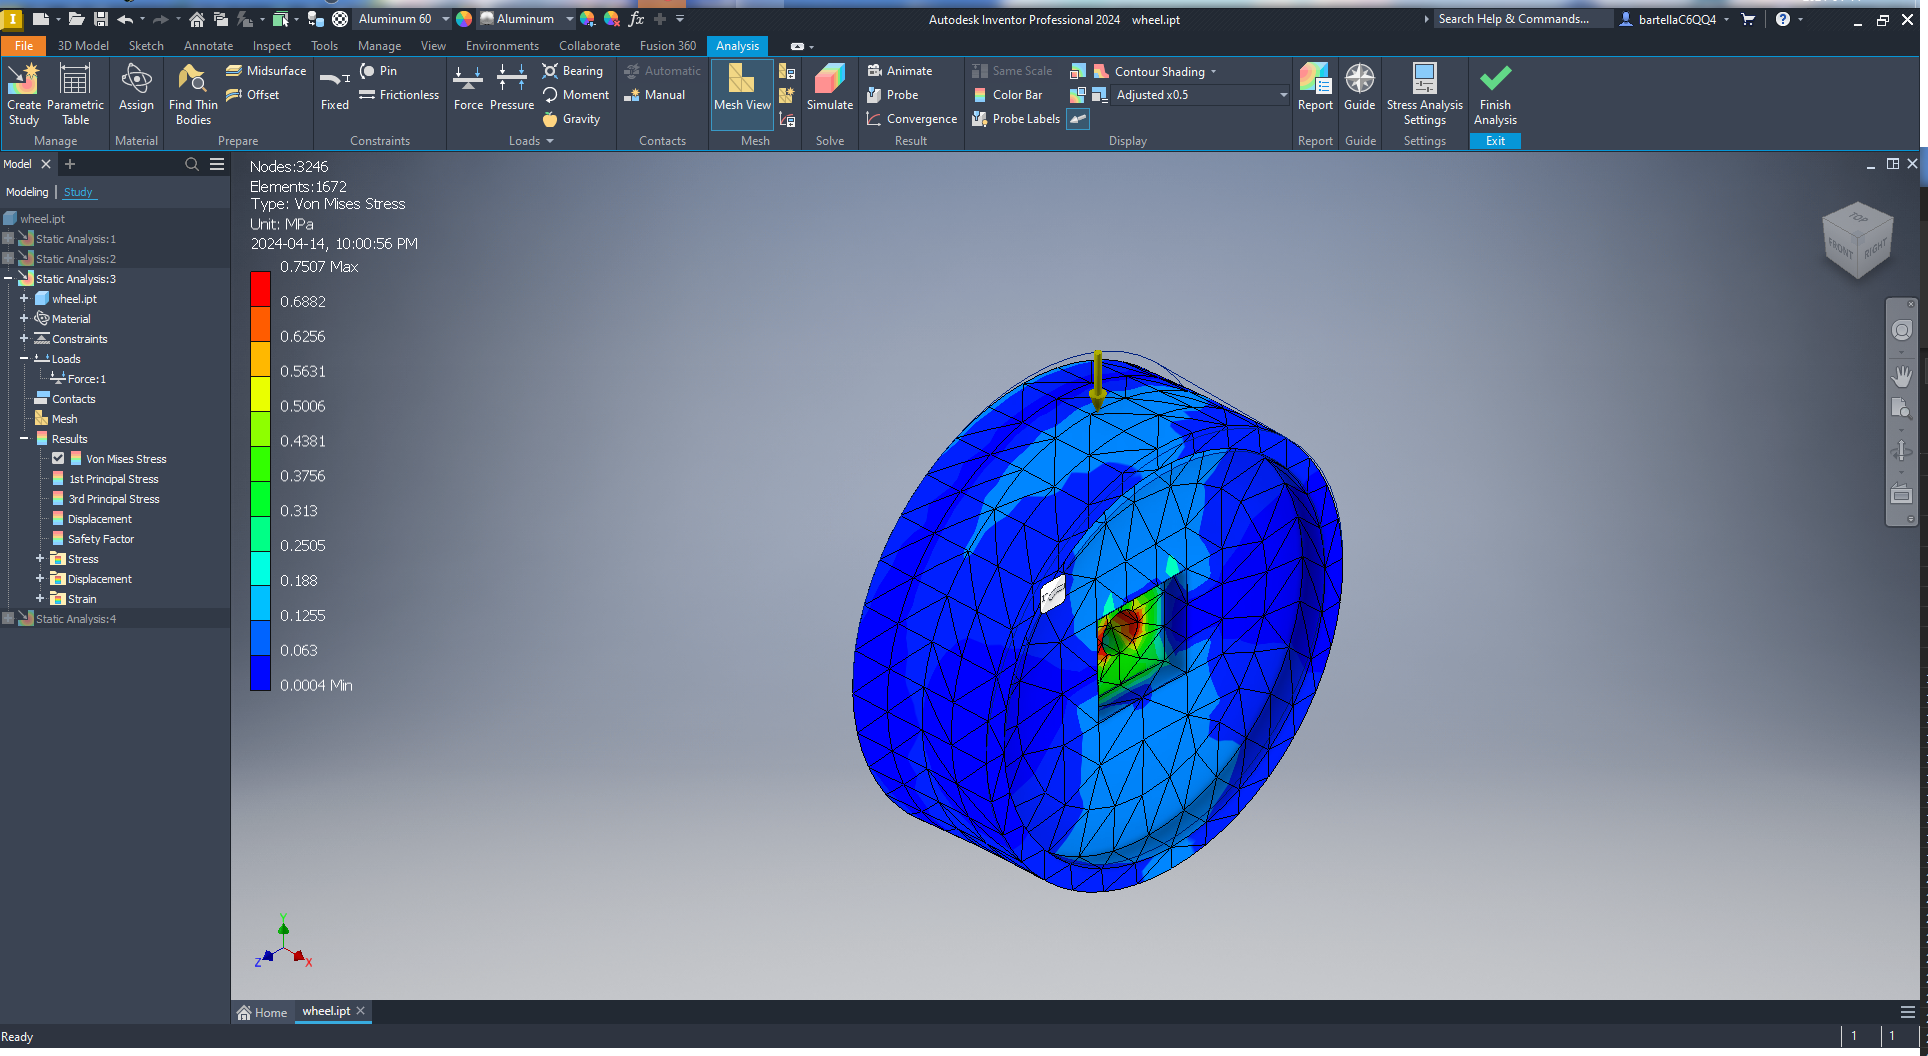 Aluminum 60
Aluminum
fx
Autodesk Inventor Professional 2024 wheel.ipt
Search Help & Commands...
bartellaC6QQ4
File 3D Model Sketch Annotate Inspect Tools Manage View Environments Collaborate Fusion 360 Analysis
Create Study
Parametric Table
Manage
Assign
Material
Find Thin Bodies
Midsurface
Offset
Prepare
Fixed
Pin
Frictionless
Constraints
Force
Pressure
Bearing
Moment
Gravity
Loads
Automatic
Manual
Contacts
Mesh View
Mesh
Simulate
Solve
Animate
Probe
Convergence
Result
Same Scale
Color Bar
Probe Labels
Contour Shading
Adjusted x0.5
Display
Report
Report
Guide
Guide
Stress Analysis Settings
Settings
Finish Analysis
Exit
Model
Modeling | Study
wheel.ipt
Static Analysis:1
Static Analysis:2
Static Analysis:3
wheel.ipt
Material
Constraints
Loads
Force:1
Contacts
Mesh
Results
Von Mises Stress
1st Principal Stress
3rd Principal Stress
Displacement
Safety Factor
Stress
Displacement
Strain
Static Analysis:4
Nodes:3246
Elements:1672
Type: Von Mises Stress
Unit: MPa
2024-04-14, 10:00:56 PM
0.7507 Max
0.6882
0.6256
0.5631
0.5006
0.4381
0.3756
0.313
0.2505
0.188
0.1255
0.063
0.0004 Min
TOP
FRONT
RIGHT
Y
Z
X
Home
wheel.ipt
Ready
1
1